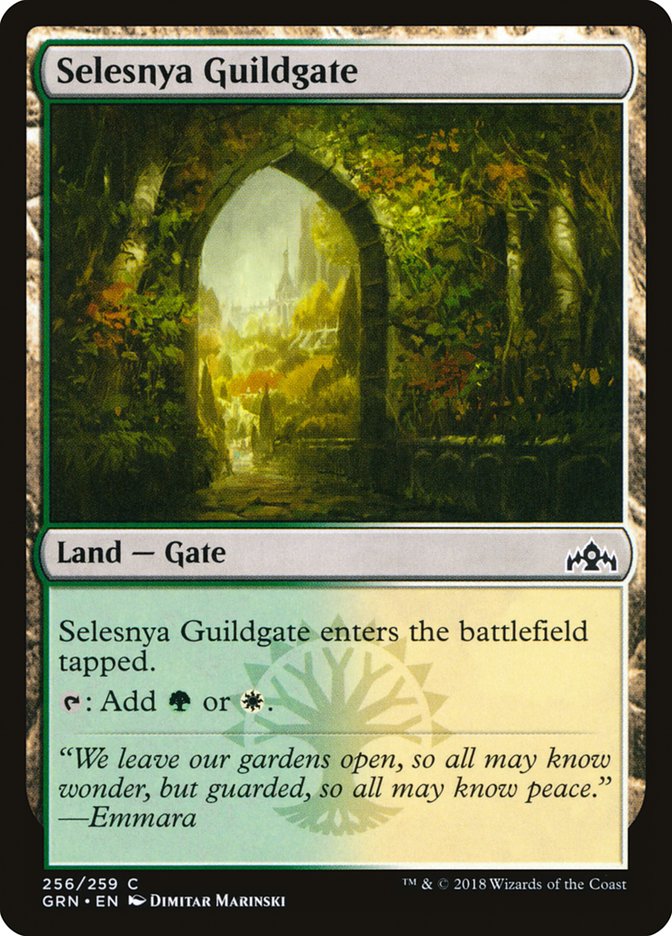 Selesnya Guildgate
Land — Gate
Selesnya Guildgate enters the battlefield
tapped.
: Add or .
“We leave our gardens open, so all may know
wonder, but guarded, so all may know peace.”
—Emmara
256/259 C
GRN • EN Dimitar Marinski
™ & © 2018 Wizards of the Coast